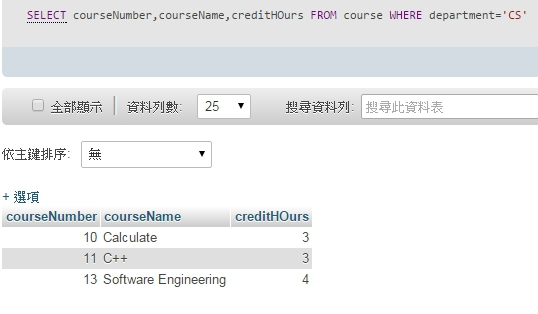 SELECT courseNumber,courseName,creditHOurs FROM course WHERE department='CS'
全部顯示 資料列數: 25 搜尋資料列: 搜尋此資料表
依主鍵排序: 無
+ 選項
courseNumber courseName creditHOurs
10 Calculate 3
11 C++ 3
13 Software Engineering 4